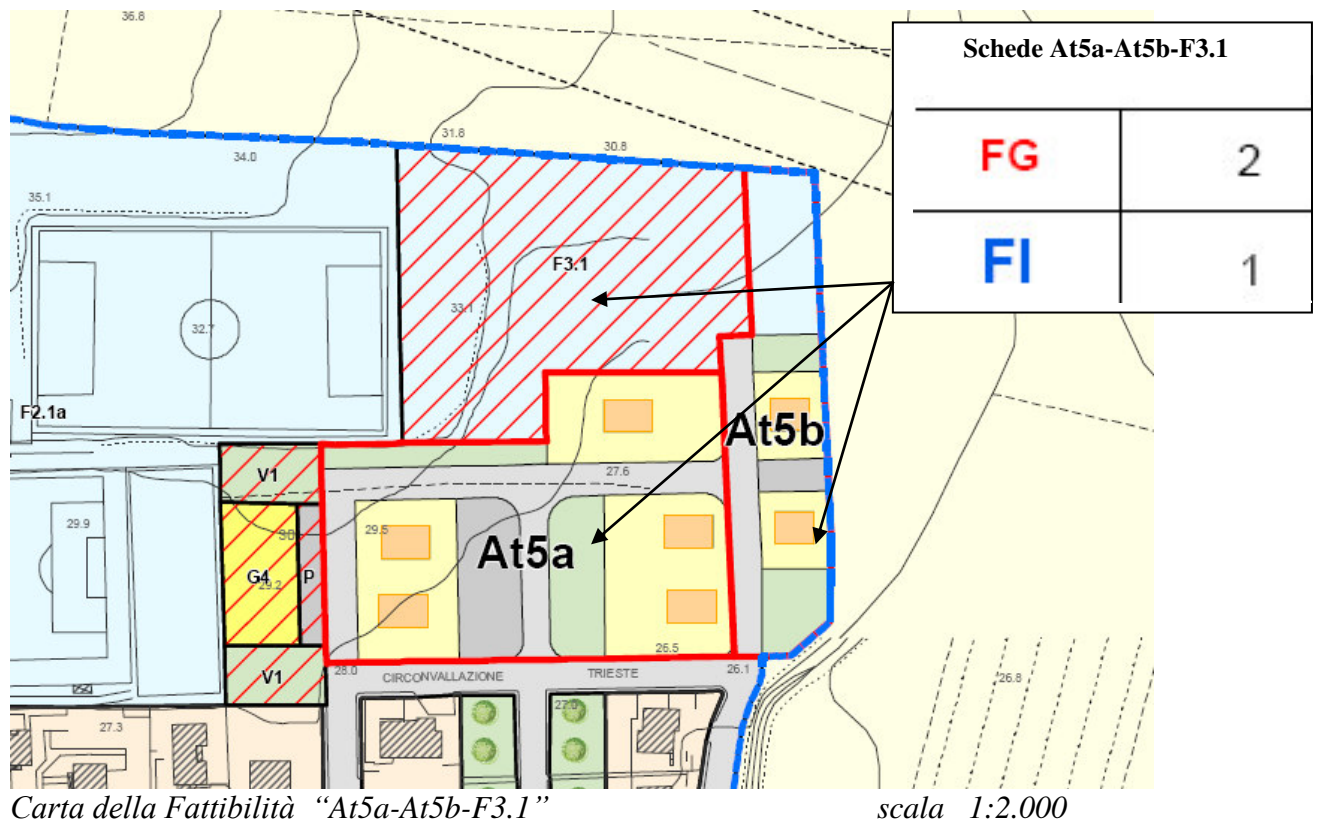 36.8
Schede At5a-At5b-F3.1
FG 2
FI 1
31.8
34.0
30.8
35.1
F3.1
33.1
32.7
F2.1a
At5b
V1
27.6
29.9
29.5
At5a
G4
29.2
P
26.5
V1
28.0
CIRCONVALLAZIONE
TRIESTE
26.1
26.8
27.3
27.0
Carta della Fattibilità “At5a-At5b-F3.1” scala 1:2.000